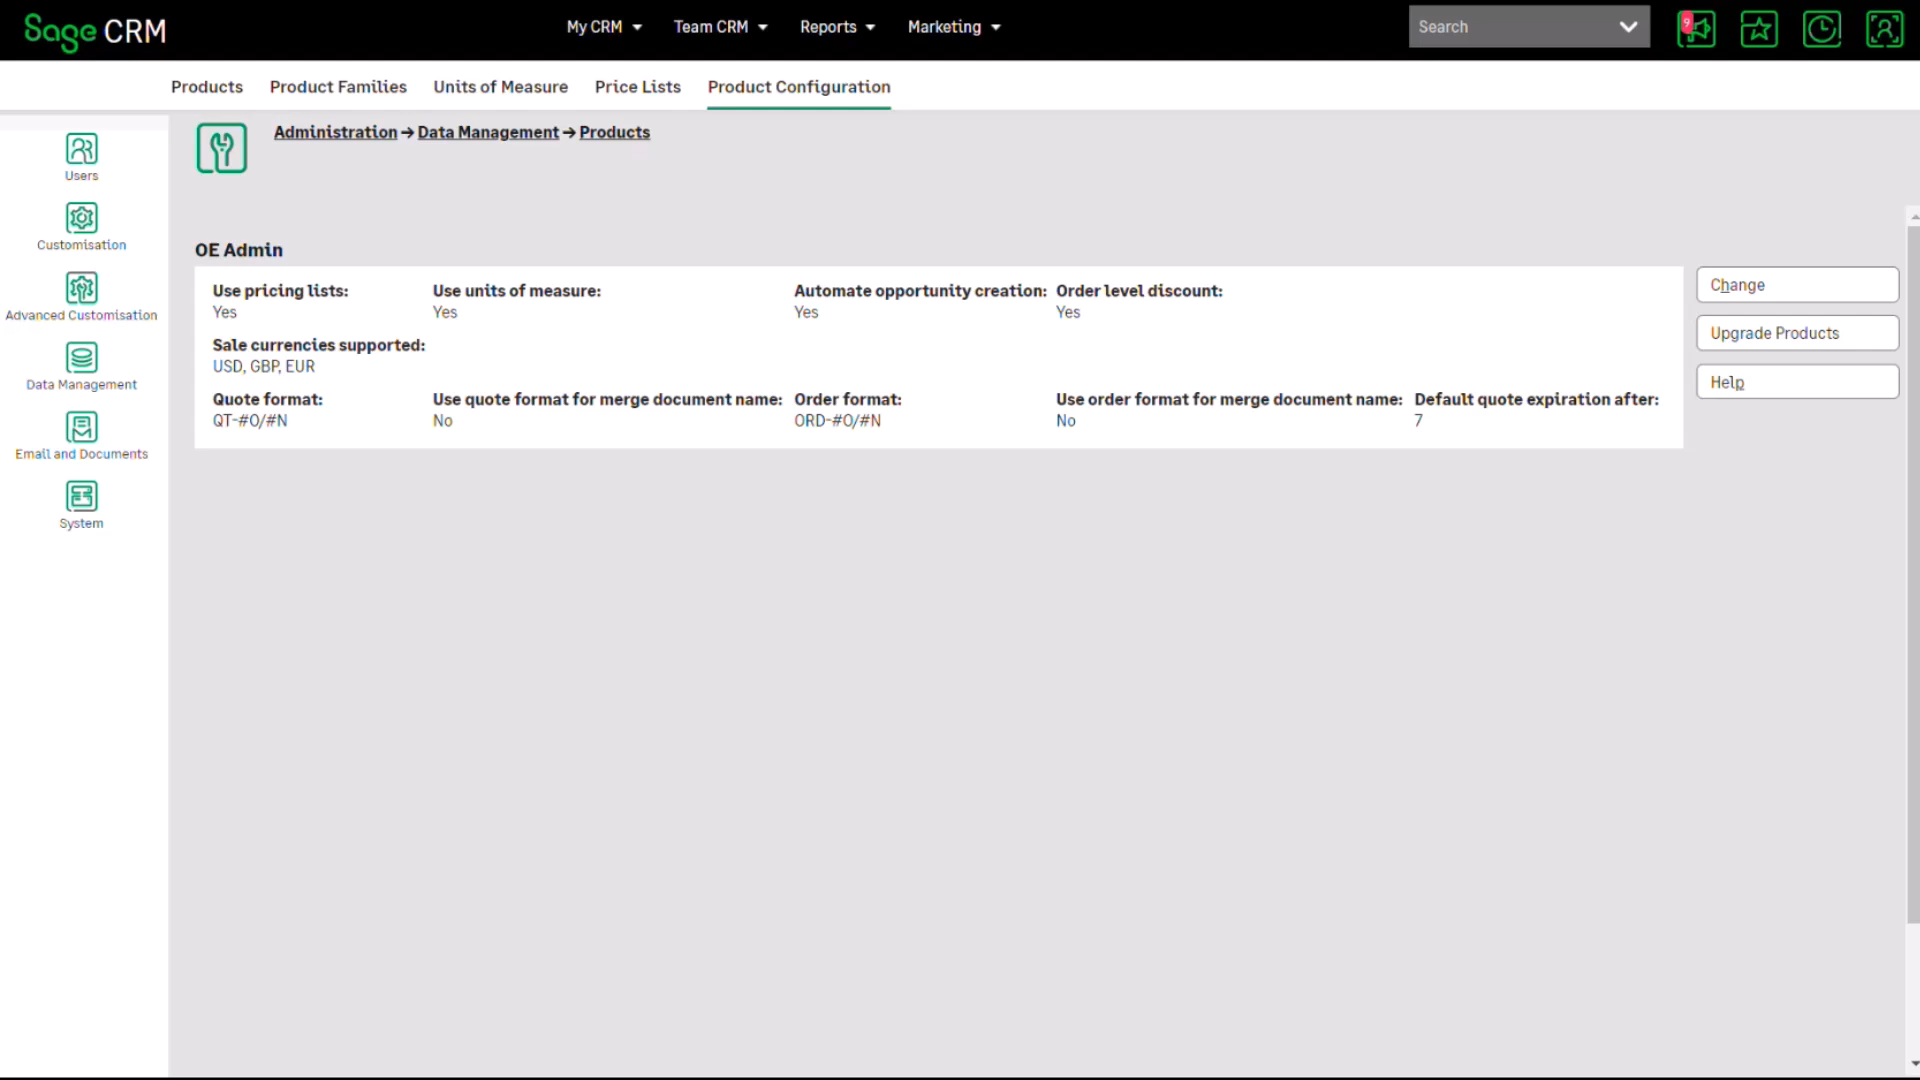 Sage CRM
My CRM Team CRM Reports Marketing
Search
9
Products Product Families Units of Measure Price Lists Product Configuration
Administration → Data Management → Products
Users
Customisation
Advanced Customisation
Data Management
Email and Documents
System
OE Admin
Use pricing lists: Use units of measure: Automate opportunity creation: Order level discount:
Yes Yes Yes Yes
Sale currencies supported:
USD, GBP, EUR
Quote format: Use quote format for merge document name: Order format: Use order format for merge document name: Default quote expiration after:
QT-#O/#N No ORD-#O/#N No 7
Change
Upgrade Products
Help